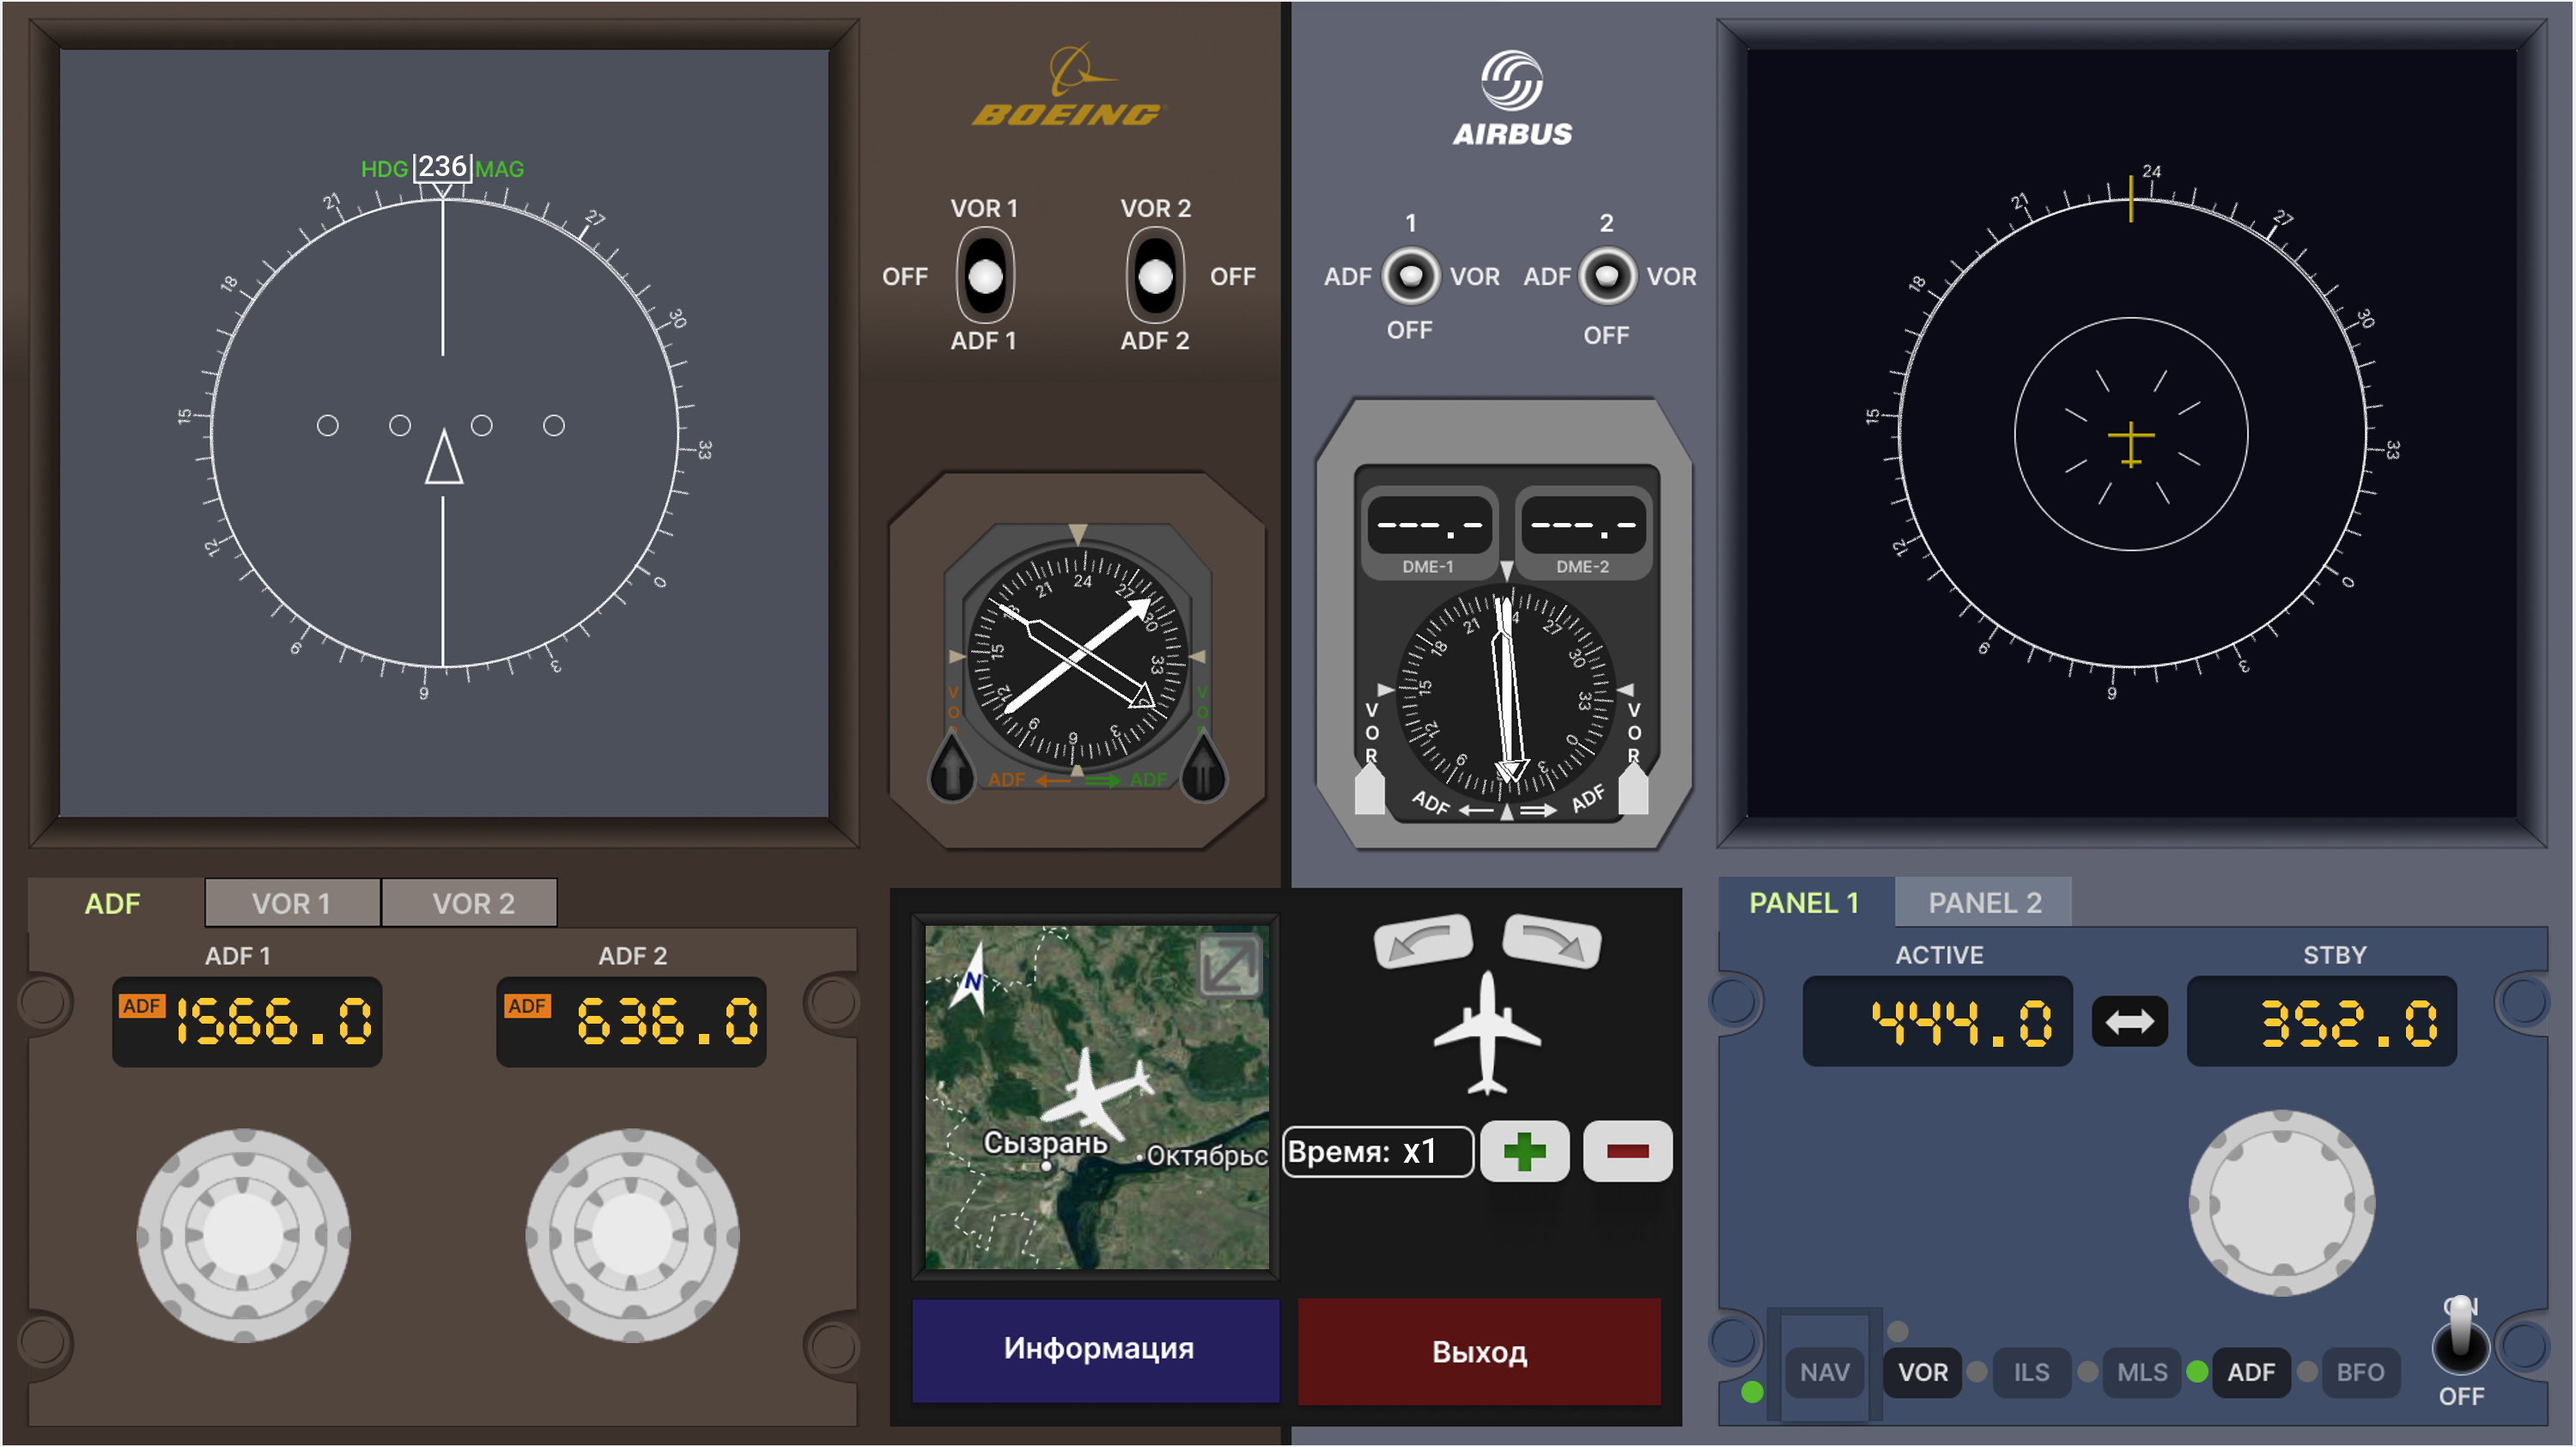 HDG 236 MAG
21
27
18
30
15
33
12
0
9
3
6
BOEING
VOR 1
VOR 2
OFF
OFF
ADF 1
ADF 2
24
21
27
18
30
15
33
12
0
9
3
6
VOR
VOR
ADF
ADF
AIRBUS
1
2
ADF
VOR
ADF
VOR
OFF
OFF
---.-
---.-
DME-1
DME-2
21
27
18
30
15
33
12
0
9
3
VOR
VOR
ADF
ADF
24
21
27
18
30
15
33
12
0
9
3
6
ADF
VOR 1
VOR 2
ADF 1
ADF 2
ADF 1566.0
ADF 636.0
N
Сызрань
Октябрьс
Время: x1
Информация
Выход
PANEL 1
PANEL 2
ACTIVE
STBY
444.0
352.0
ON
NAV
VOR
ILS
MLS
ADF
BFO
OFF